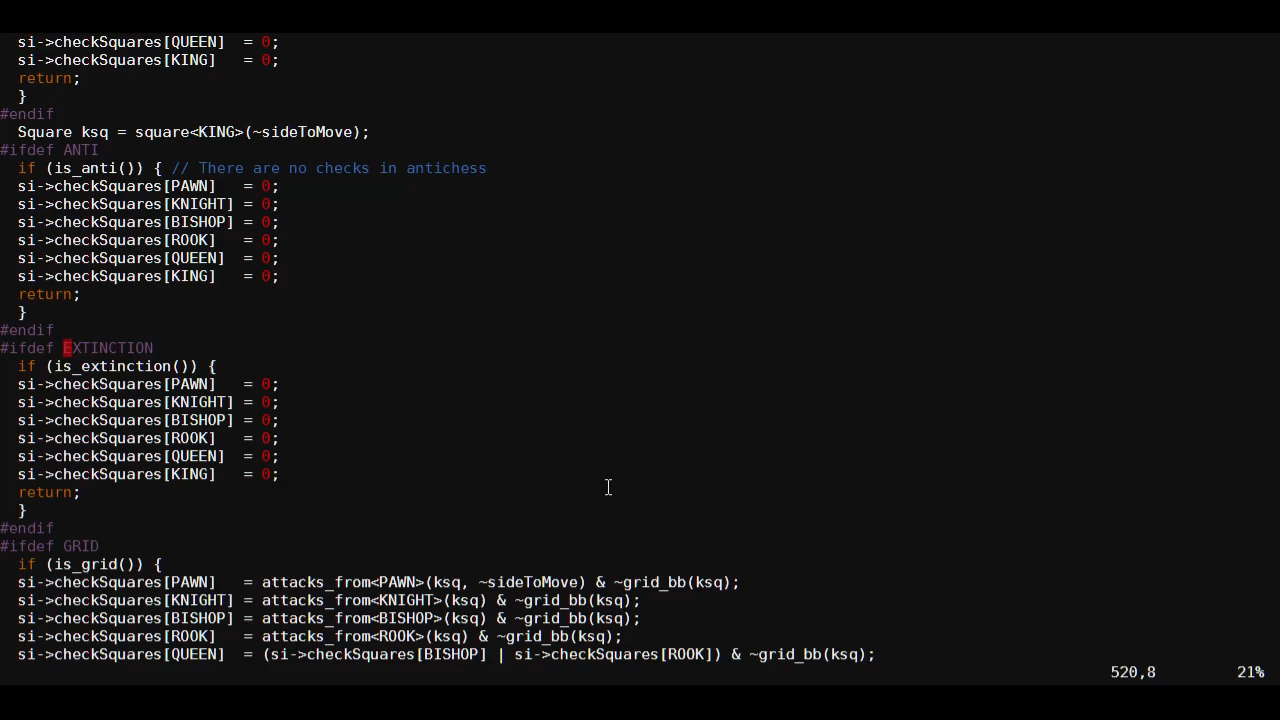 si->checkSquares[QUEEN]  = 0;
  si->checkSquares[KING]   = 0;
  return;
  }
#endif
  Square ksq = square<KING>(~sideToMove);
#ifdef ANTI
  if (is_anti()) { // There are no checks in antichess
  si->checkSquares[PAWN]   = 0;
  si->checkSquares[KNIGHT] = 0;
  si->checkSquares[BISHOP] = 0;
  si->checkSquares[ROOK]   = 0;
  si->checkSquares[QUEEN]  = 0;
  si->checkSquares[KING]   = 0;
  return;
  }
#endif
#ifdef EXTINCTION
  if (is_extinction()) {
  si->checkSquares[PAWN]   = 0;
  si->checkSquares[KNIGHT] = 0;
  si->checkSquares[BISHOP] = 0;
  si->checkSquares[ROOK]   = 0;
  si->checkSquares[QUEEN]  = 0;
  si->checkSquares[KING]   = 0;
  return;
  }
#endif
#ifdef GRID
  if (is_grid()) {
  si->checkSquares[PAWN]   = attacks_from<PAWN>(ksq, ~sideToMove) & ~grid_bb(ksq);
  si->checkSquares[KNIGHT] = attacks_from<KNIGHT>(ksq) & ~grid_bb(ksq);
  si->checkSquares[BISHOP] = attacks_from<BISHOP>(ksq) & ~grid_bb(ksq);
  si->checkSquares[ROOK]   = attacks_from<ROOK>(ksq) & ~grid_bb(ksq);
  si->checkSquares[QUEEN]  = (si->checkSquares[BISHOP] | si->checkSquares[ROOK]) & ~grid_bb(ksq);
520,8 21%